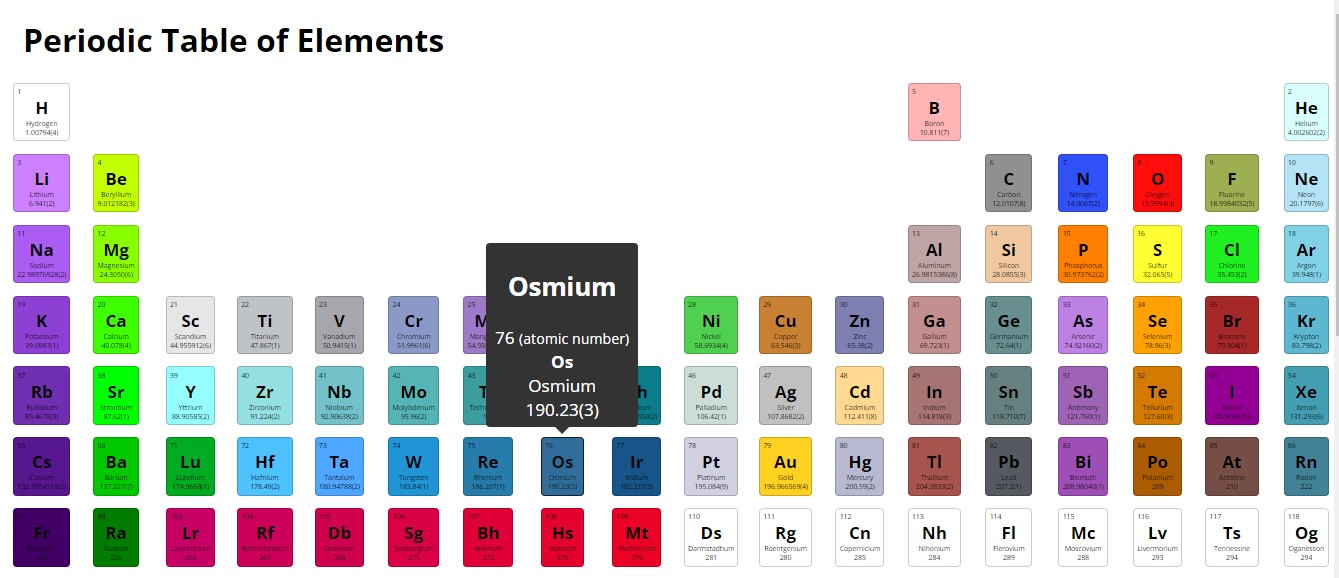 Periodic Table of Elements
1
H
Hydrogen
1.00794(4)
5
B
Boron
10.811(7)
2
He
Helium
4.002602(2)
3
Li
Lithium
6.941(2)
4
Be
Beryllium
9.012182(3)
6
C
Carbon
12.0107(8)
7
N
Nitrogen
14.0067(2)
8
O
Oxygen
15.9994(3)
9
F
Fluorine
18.9984032(5)
10
Ne
Neon
20.1797(6)
11
Na
Sodium
22.98976928(2)
12
Mg
Magnesium
24.3050(6)
13
Al
Aluminum
26.9815386(8)
14
Si
Silicon
28.0855(3)
15
P
Phosphorus
30.973762(2)
16
S
Sulfur
32.065(5)
17
Cl
Chlorine
35.453(2)
18
Ar
Argon
39.948(1)
Osmium
76 (atomic number)
Os
Osmium
190.23(3)
19
K
Potassium
39.0983(1)
20
Ca
Calcium
40.078(4)
21
Sc
Scandium
44.955912(6)
22
Ti
Titanium
47.867(1)
23
V
Vanadium
50.9415(1)
24
Cr
Chromium
51.9961(6)
25
28
Ni
Nickel
58.6934(4)
29
Cu
Copper
63.546(3)
30
Zn
Zinc
65.38(2)
31
Ga
Gallium
69.723(1)
32
Ge
Germanium
72.64(1)
33
As
Arsenic
74.92160(2)
34
Se
Selenium
78.96(3)
35
Br
Bromine
79.904(1)
36
Kr
Krypton
83.798(2)
37
Rb
Rubidium
85.4678(3)
38
Sr
Strontium
87.62(1)
39
Y
Yttrium
88.90585(2)
40
Zr
Zirconium
91.224(2)
41
Nb
Niobium
92.90638(2)
42
Mo
Molybdenum
95.96(2)
43
46
Pd
Palladium
106.42(1)
47
Ag
Silver
107.8682(2)
48
Cd
Cadmium
112.411(8)
49
In
Indium
114.818(3)
50
Sn
Tin
118.710(7)
51
Sb
Antimony
121.760(1)
52
Te
Tellurium
127.60(3)
53
I
Iodine
54
Xe
Xenon
131.293(6)
55
Cs
Cesium
132.9054519(2)
56
Ba
Barium
137.327(7)
71
Lu
Lutetium
174.9668(1)
72
Hf
Hafnium
178.49(2)
73
Ta
Tantalum
180.94788(2)
74
W
Tungsten
183.84(1)
75
Re
Rhenium
186.207(1)
76
Os
Osmium
190.23(3)
77
Ir
Iridium
192.217(3)
78
Pt
Platinum
195.084(9)
79
Au
Gold
196.966569(4)
80
Hg
Mercury
200.59(2)
81
Tl
Thallium
204.3833(2)
82
Pb
Lead
207.2(1)
83
Bi
Bismuth
208.98040(1)
84
Po
Polonium
209
85
At
Astatine
210
86
Rn
Radon
222
Fr
88
Ra
Radium
226
103
Lr
Lawrencium
262
104
Rf
Rutherfordium
267
105
Db
Dubnium
268
106
Sg
Seaborgium
271
107
Bh
Bohrium
272
108
Hs
Hassium
270
109
Mt
Meitnerium
276
110
Ds
Darmstadtium
281
111
Rg
Roentgenium
280
112
Cn
Copernicium
285
113
Nh
Nihonium
284
114
Fl
Flerovium
289
115
Mc
Moscovium
288
116
Lv
Livermorium
293
117
Ts
Tennessine
294
118
Og
Oganesson
294